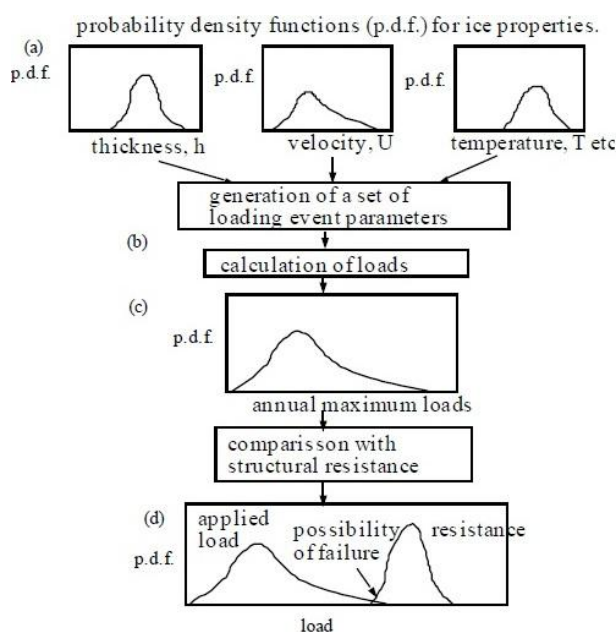 probability density functions (p.d.f.) for ice properties.
(a)
p.d.f.
p.d.f.
p.d.f.
thickness, h
velocity, U
temperature, T etc
generation of a set of
loading event parameters
(b)
calculation of loads
(c)
p.d.f.
annual maximum loads
comparisson with
structural resistance
(d)
applied
load
possibility
of failure
resistance
p.d.f.
load